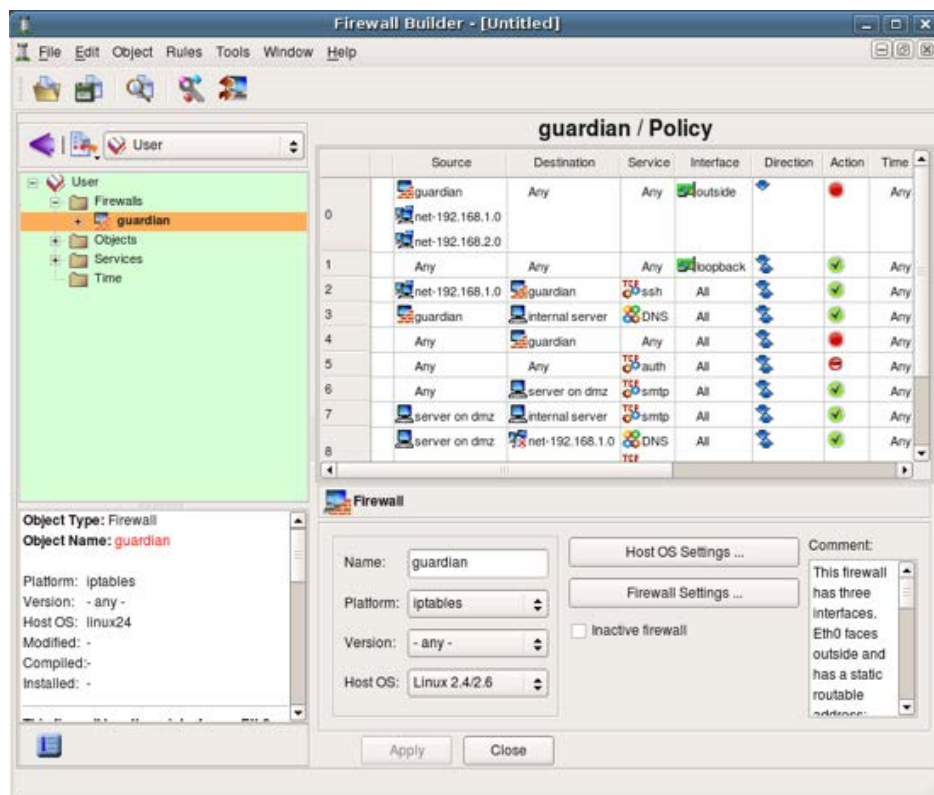 Firewall Builder - [Untitled]
File Edit Object Rules Tools Window Help
User
User
Firewalls
guardian
Objects
Services
Time
guardian / Policy
Source Destination Service Interface Direction Action Time
0 guardian Any Any outside Any
net-192.168.1.0
net-192.168.2.0
1 Any Any Any loopback Any
2 net-192.168.1.0 guardian TCP ssh All Any
3 guardian internal server DNS All Any
4 Any guardian Any All Any
5 Any Any TCP auth All Any
6 Any server on dmz TCP smtp All Any
7 server on dmz internal server TCP smtp All Any
8 server on dmz net-192.168.1.0 DNS All Any
TCP
Object Type: Firewall
Object Name: guardian
Platform: iptables
Version: - any -
Host OS: linux24
Modified: -
Compiled:-
Installed: -
Firewall
Name: guardian
Platform: iptables
Version: - any -
Host OS: Linux 2.4/2.6
Host OS Settings ...
Firewall Settings ...
Inactive firewall
Comment:
This firewall
has three
interfaces.
Eth0 faces
outside and
has a static
routable
address:
Apply Close